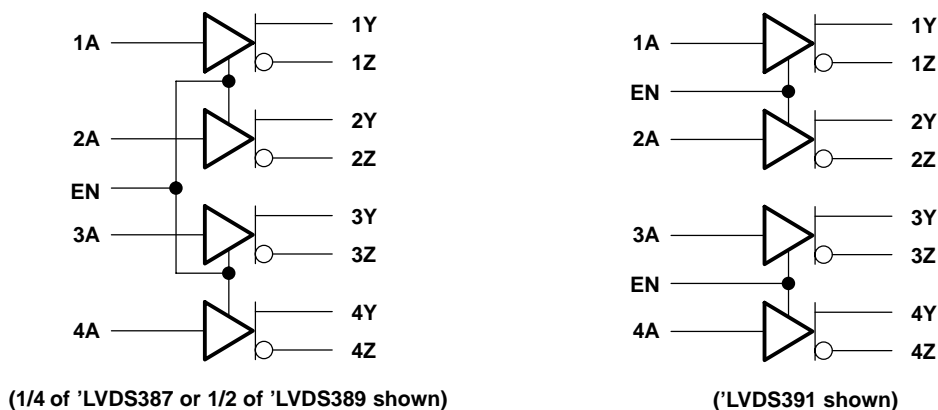 1A
1Y
1Z
2A
2Y
2Z
EN
3A
3Y
3Z
4A
4Y
4Z
(1/4 of ’LVDS387 or 1/2 of ’LVDS389 shown)
1A
1Y
1Z
EN
2A
2Y
2Z
3A
3Y
3Z
EN
4A
4Y
4Z
(’LVDS391 shown)